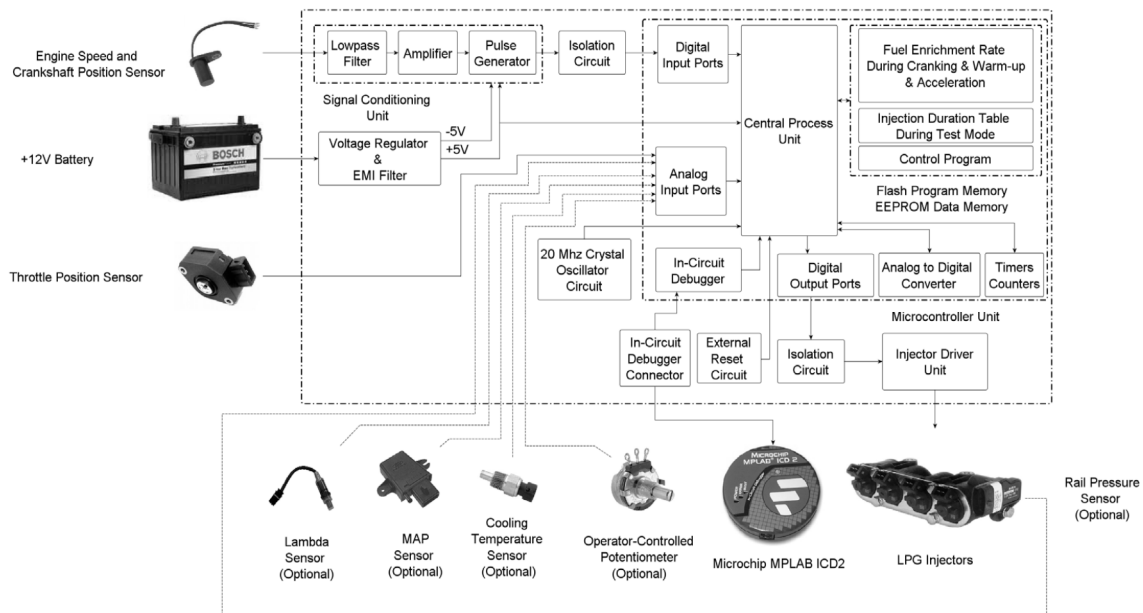 Engine Speed and
Crankshaft Position Sensor
Lowpass
Filter
Amplifier
Pulse
Generator
Isolation
Circuit
Digital
Input Ports
Fuel Enrichment Rate
During Cranking & Warm-up
& Acceleration
Signal Conditioning
Unit
-5V
+5V
Central Process
Unit
Injection Duration Table
During Test Mode
Control Program
+12V Battery
BOSCH
Voltage Regulator
&
EMI Filter
Analog
Input Ports
Flash Program Memory
EEPROM Data Memory
Throttle Position Sensor
20 Mhz Crystal
Oscillator
Circuit
In-Circuit
Debugger
Digital
Output Ports
Analog to Digital
Converter
Timers
Counters
Microcontroller Unit
In-Circuit
Debugger
Connector
External
Reset
Circuit
Isolation
Circuit
Injector Driver
Unit
MICROCHIP
MPLAB ICD 2
Lambda
Sensor
(Optional)
MAP
Sensor
(Optional)
Cooling
Temperature
Sensor
(Optional)
Operator-Controlled
Potentiometer
(Optional)
Microchip MPLAB ICD2
LPG Injectors
Rail Pressure
Sensor
(Optional)